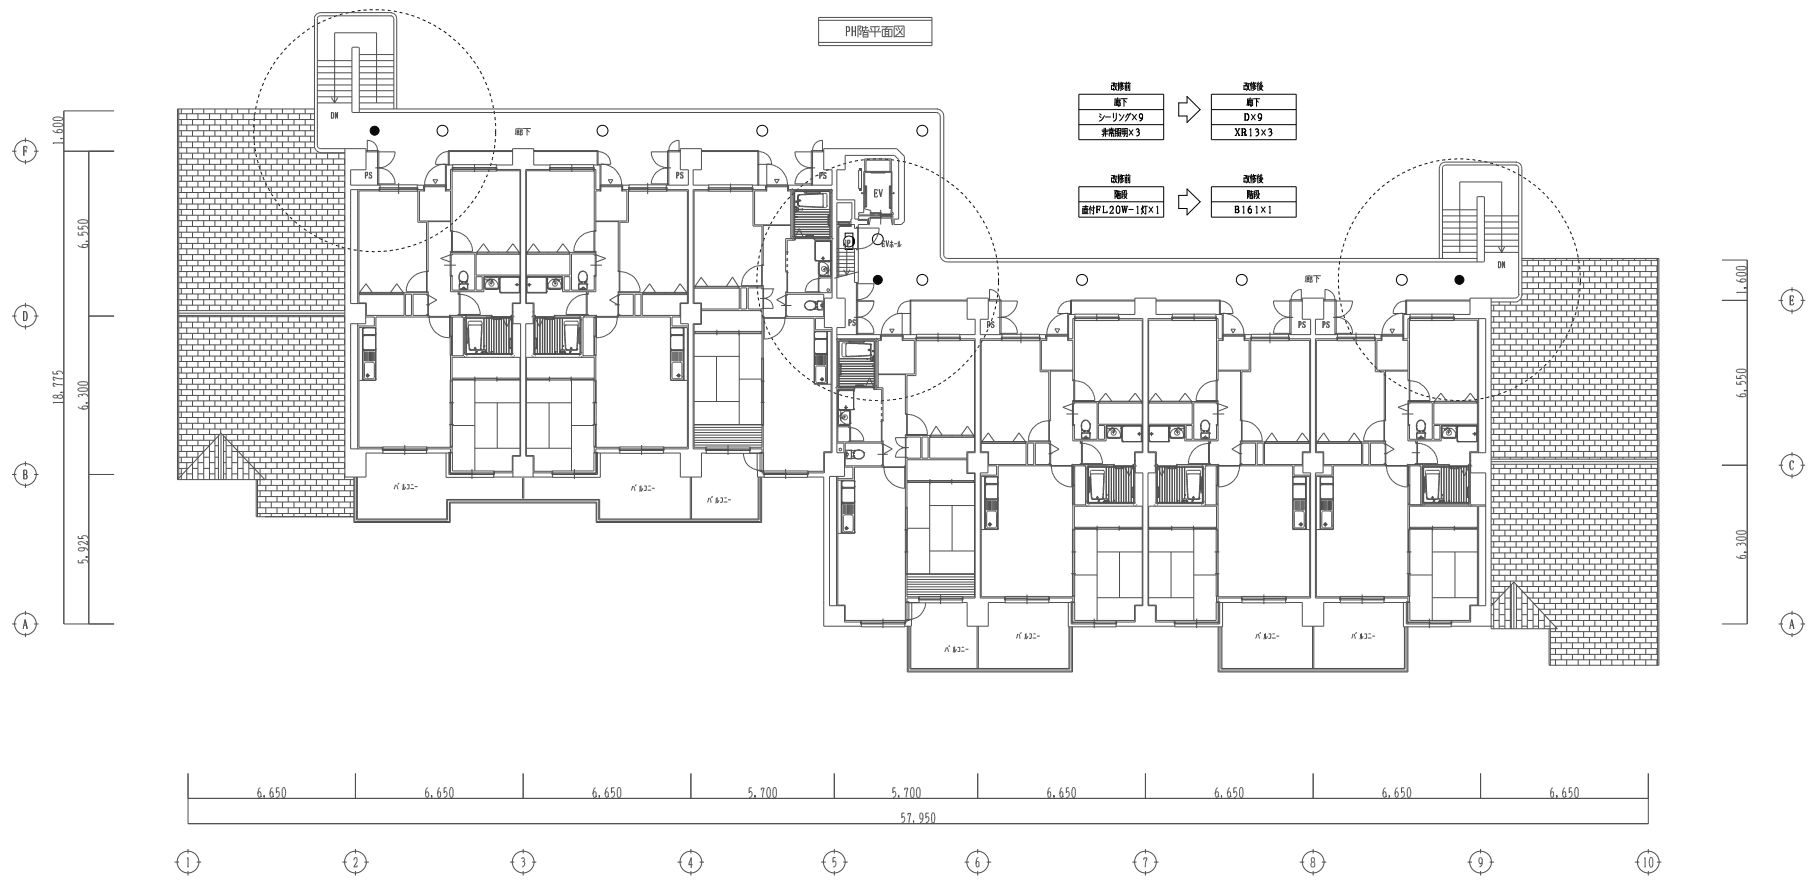 PH階平面図
改修前
改修後
廊下
廊下
シーリング×9
D×9
非常照明×3
XR13×3
改修前
改修後
階段
階段
直付FL20W-1灯×1
B161×1
DN
廊下
1,600
F
PS
PS
PS
EV
EVホール
6,550
D
PS
DN
廊下
1,600
E
PS
PS
PS
18,775
6,300
6,550
B
C
バルコニー
バルコニー
バルコニー
5,925
6,300
A
A
バルコニー
バルコニー
バルコニー
バルコニー
6,650
6,650
6,650
5,700
5,700
6,650
6,650
6,650
6,650
57,950
1
2
3
4
5
6
7
8
9
10